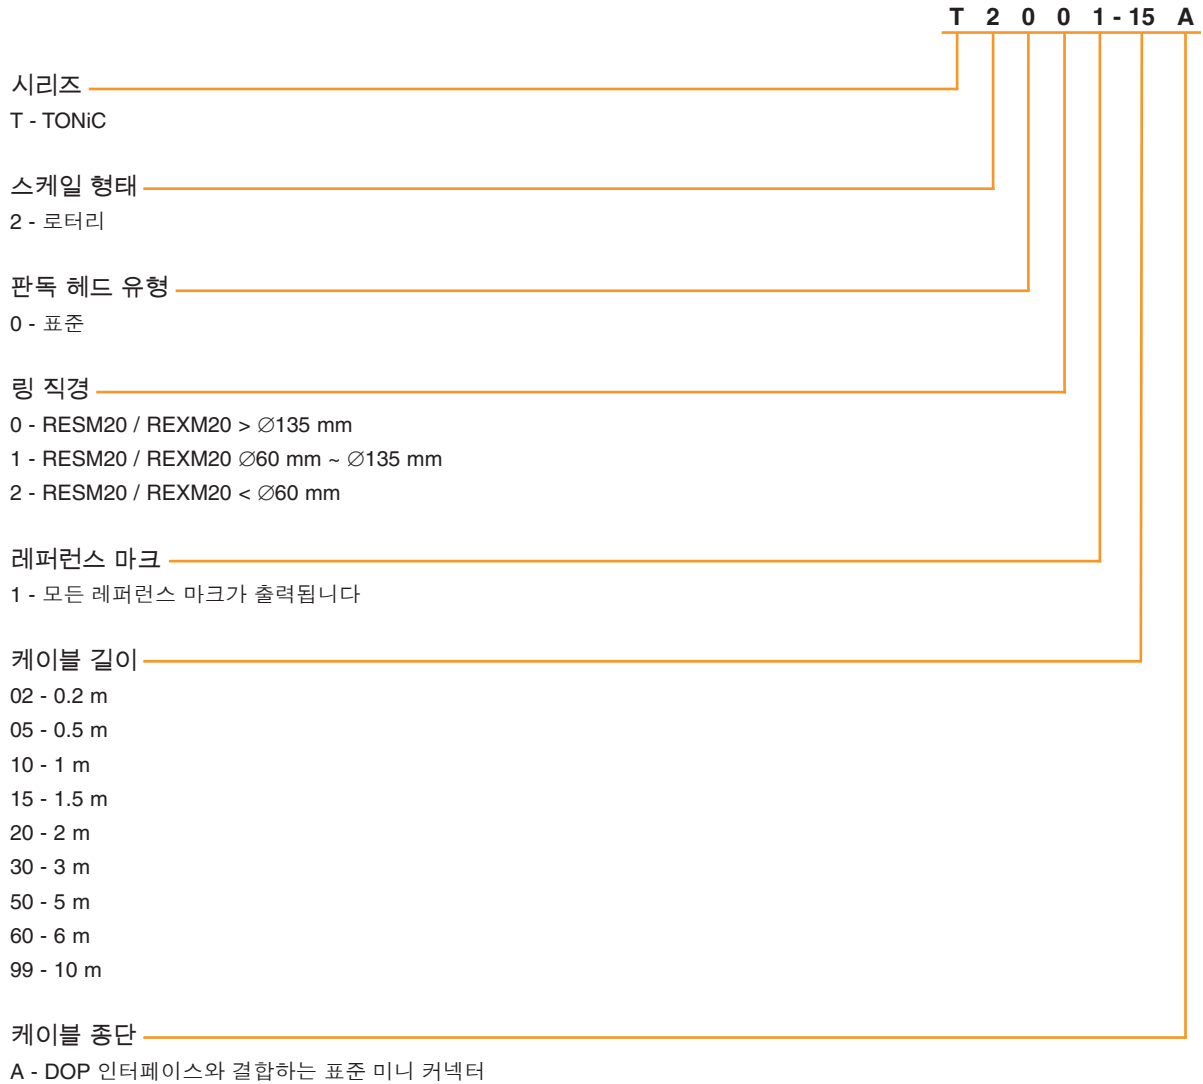 T 2 0 0 1 - 15 A
시리즈
T - TONiC
스케일 형태
2 - 로터리
판독 헤드 유형
0 - 표준
링 직경
0 - RESM20 / REXM20 > ∅135 mm
1 - RESM20 / REXM20 ∅60 mm ~ ∅135 mm
2 - RESM20 / REXM20 < ∅60 mm
레퍼런스 마크
1 - 모든 레퍼런스 마크가 출력됩니다
케이블 길이
02 - 0.2 m
05 - 0.5 m
10 - 1 m
15 - 1.5 m
20 - 2 m
30 - 3 m
50 - 5 m
60 - 6 m
99 - 10 m
케이블 종단
A - DOP 인터페이스와 결합하는 표준 미니 커넥터